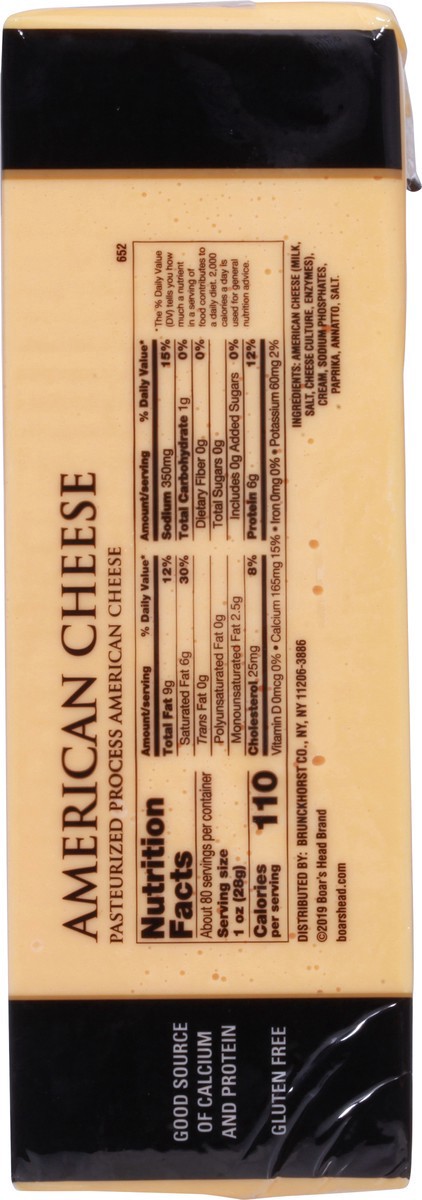 652
AMERICAN CHEESE
PASTEURIZED PROCESS AMERICAN CHEESE
Nutrition
Facts
About 80 servings per container
Serving size
1 oz (28g)
Calories
per serving
110
Amount/serving % Daily Value*
Total Fat 9g 12%
Saturated Fat 6g 30%
Trans Fat 0g
Polyunsaturated Fat 0g
Monounsaturated Fat 2.5g
Cholesterol 25mg 8%
Amount/serving % Daily Value*
Sodium 350mg 15%
Total Carbohydrate 1g 0%
Dietary Fiber 0g 0%
Total Sugars 0g
Includes 0g Added Sugars 0%
Protein 6g 12%
Vitamin D 0mcg 0% • Calcium 165mg 15% • Iron 0mg 0% • Potassium 60mg 2%
*The % Daily Value
(DV) tells you how
much a nutrient
in a serving of
food contributes to
a daily diet. 2,000
calories a day is
used for general
nutrition advice.
DISTRIBUTED BY: BRUNCKHORST CO., NY, NY 11206-3886
©2019 Boar's Head Brand
boarshead.com
INGREDIENTS: AMERICAN CHEESE (MILK,
SALT, CHEESE CULTURE, ENZYMES),
CREAM, SODIUM PHOSPHATES,
PAPRIKA, ANNATTO, SALT.
GOOD SOURCE
OF CALCIUM
AND PROTEIN
GLUTEN FREE